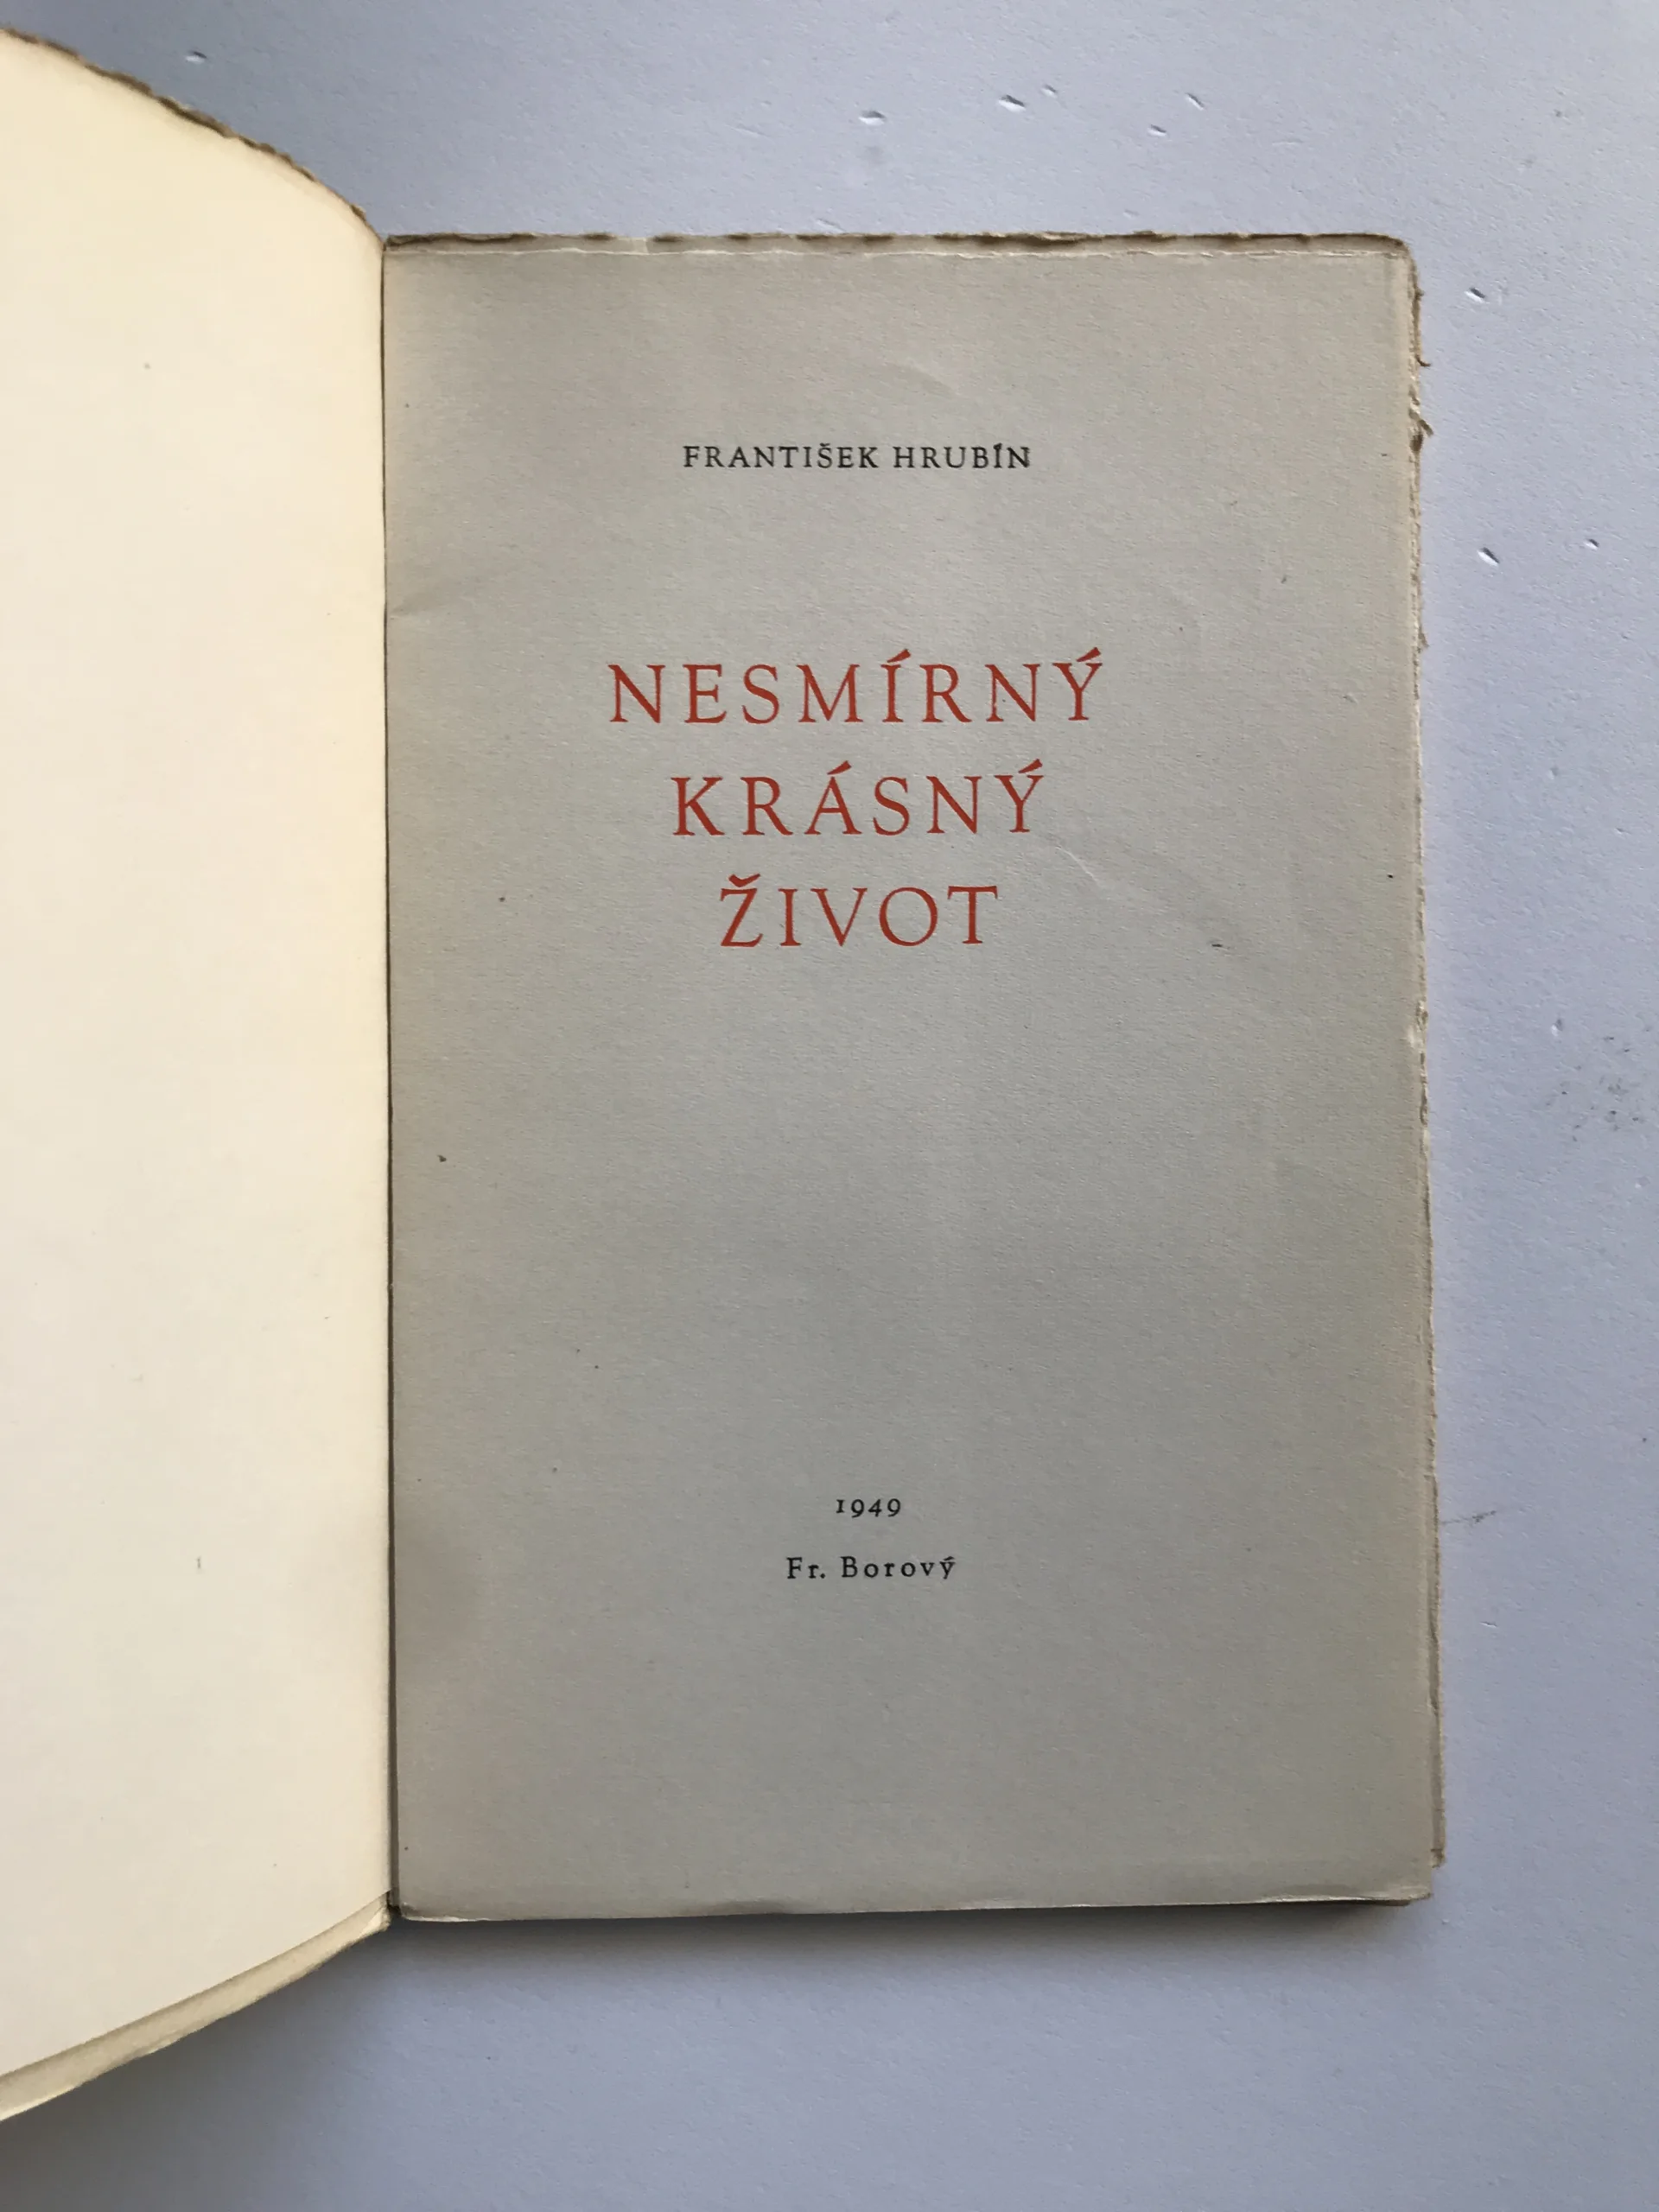 FRANTIŠEK HRUBÍN
NESMÍRNÝ
KRÁSNÝ
ŽIVOT
1949
Fr. Borový